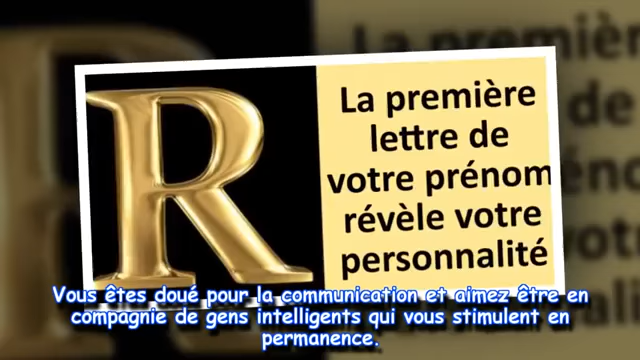 R
La première
lettre de
votre prénom
révèle votre
personnalité
Vous êtes doué pour la communication et aimez être en
compagnie de gens intelligents qui vous stimulent en
permanence.